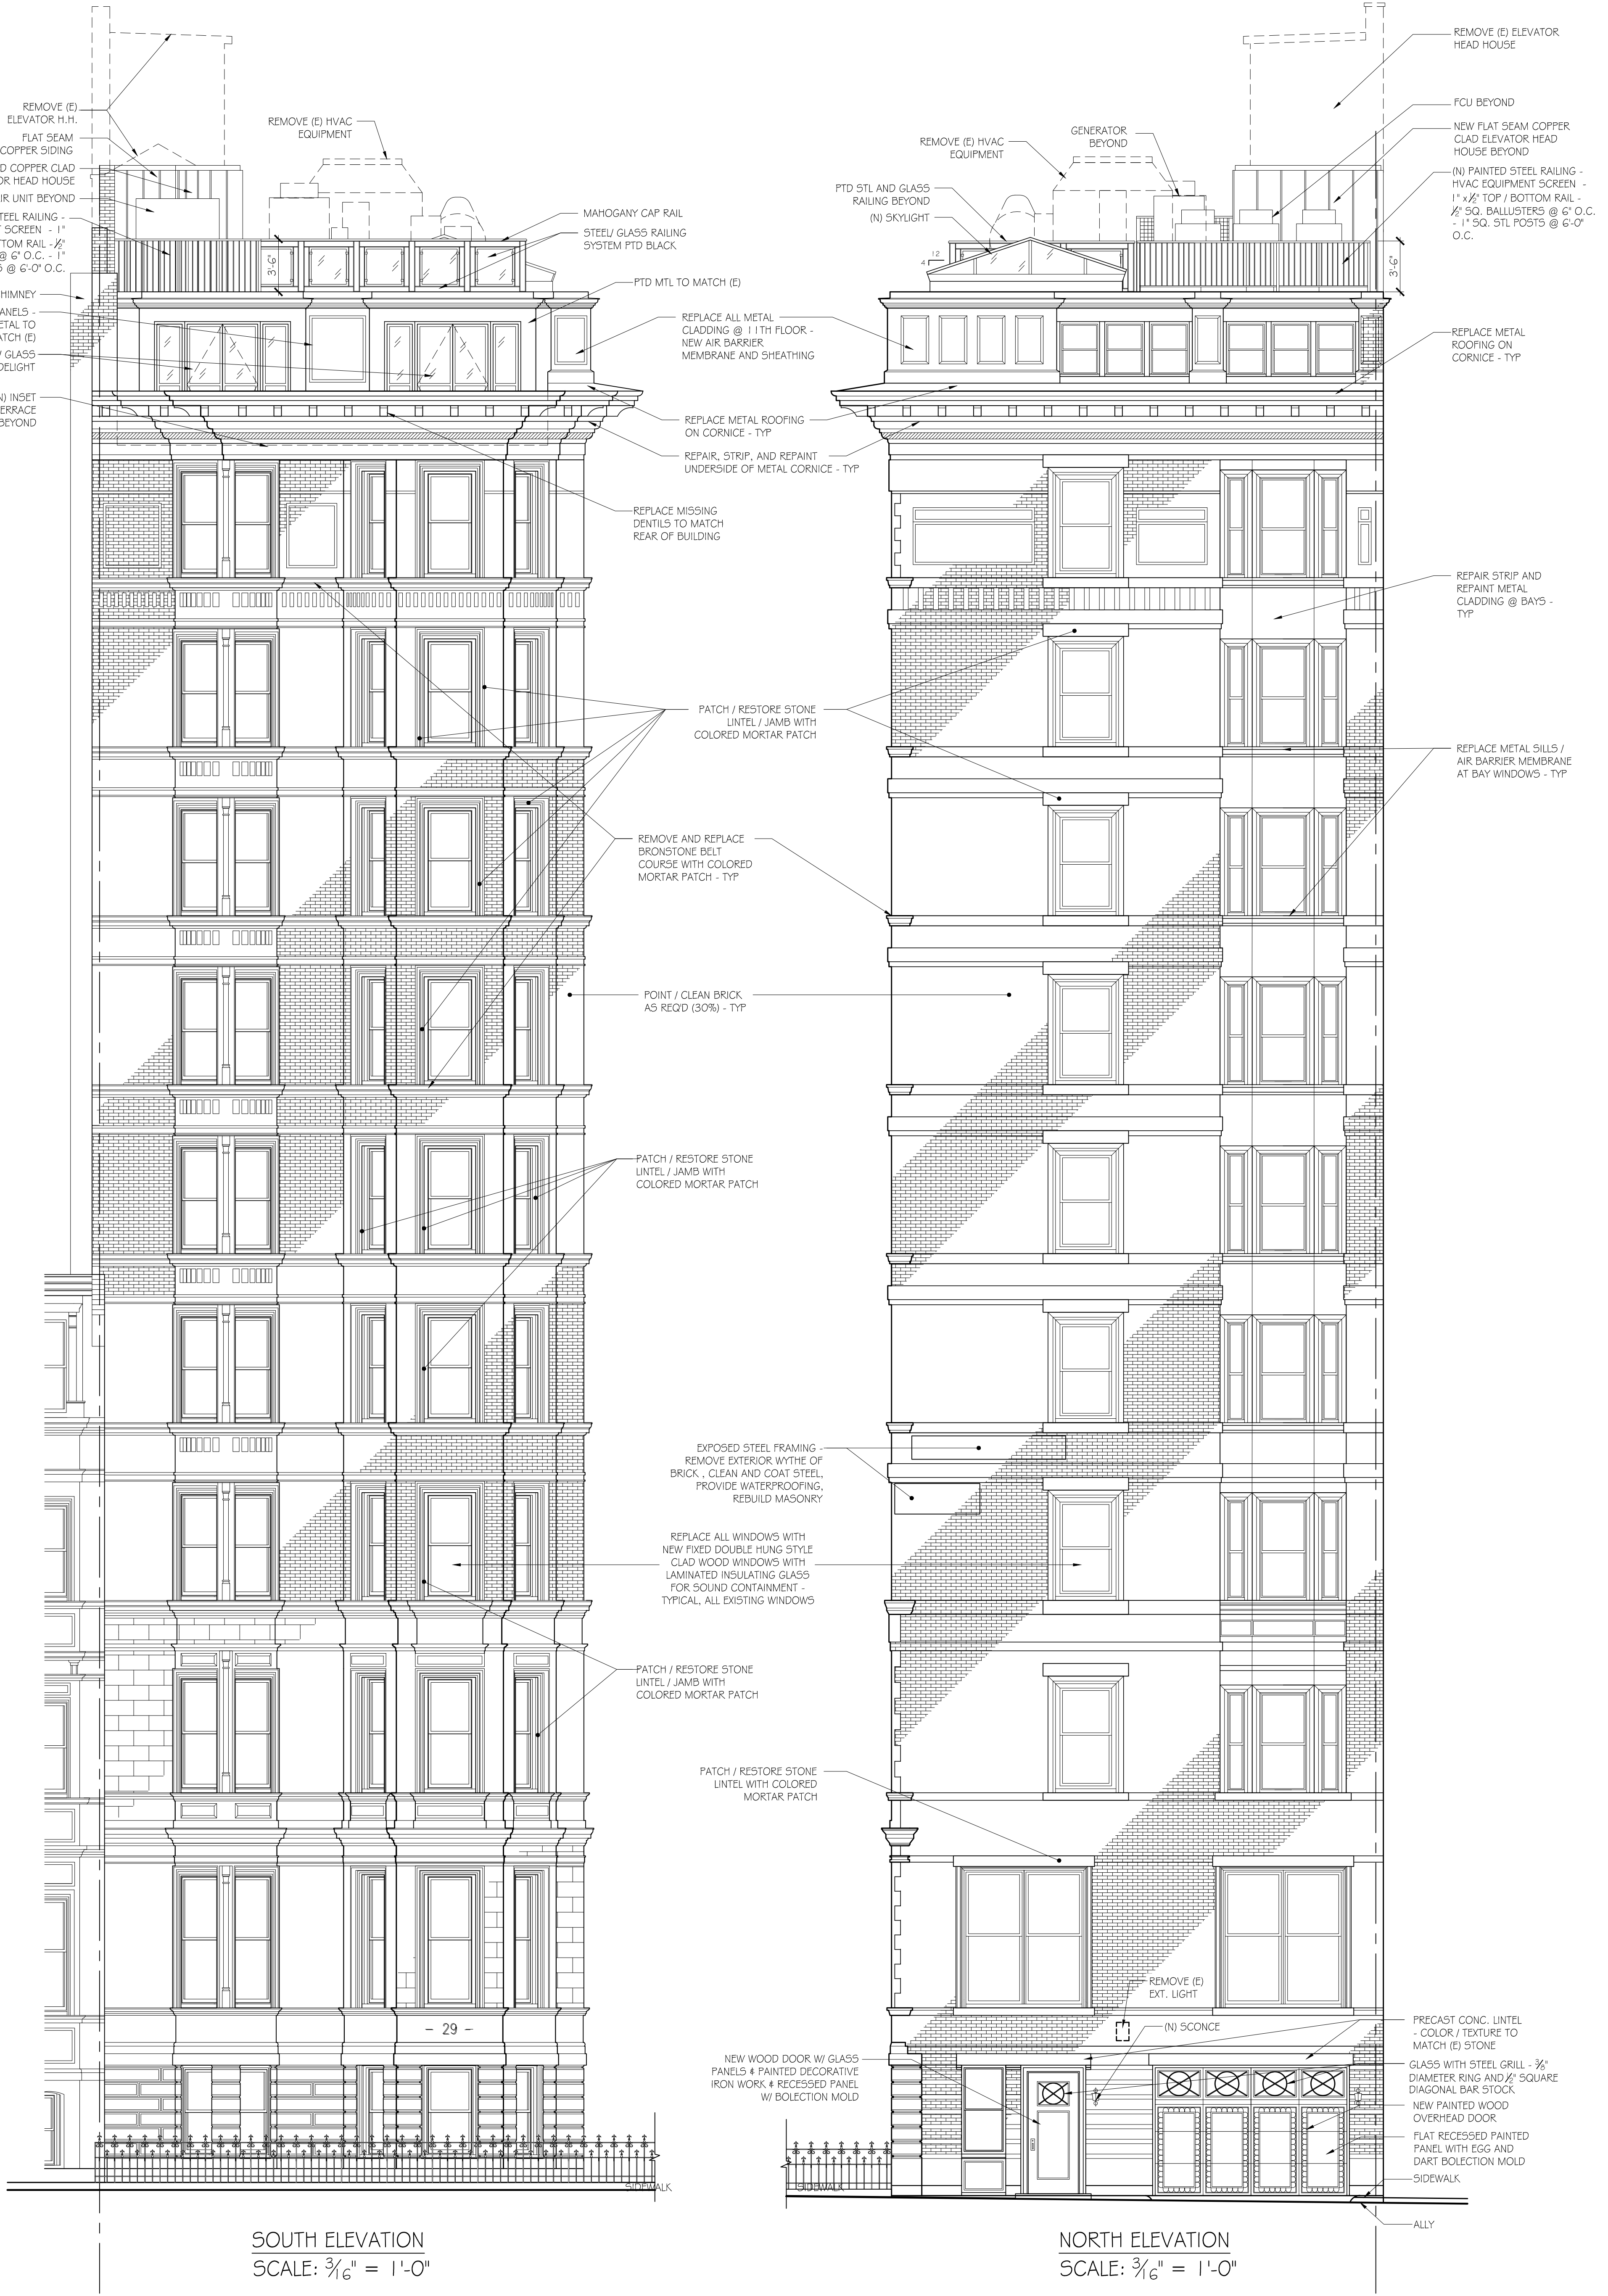 REMOVE (E)
ELEVATOR H.H.
FLAT SEAM
COPPER SIDING
COPPER CLAD
HEAD HOUSE
UNIT BEYOND
STEEL RAILING -
SCREEN - 1"
RAIL - ½"
@ 6" O.C. - 1"
@ 6'-0" O.C.
CHIMNEY
PANELS -
METAL TO
MATCH (E)
GLASS
INSET
TERRACE
BEYOND
REMOVE (E) HVAC
EQUIPMENT
3'-6"
MAHOGANY CAP RAIL
STEEL/ GLASS RAILING
SYSTEM PTD BLACK
PTD MTL TO MATCH (E)
REPLACE ALL METAL
CLADDING @ 11TH FLOOR -
NEW AIR BARRIER
MEMBRANE AND SHEATHING
REPLACE METAL ROOFING
ON CORNICE - TYP
REPAIR, STRIP, AND REPAINT
UNDERSIDE OF METAL CORNICE - TYP
REPLACE MISSING
DENTILS TO MATCH
REAR OF BUILDING
PATCH / RESTORE STONE
LINTEL / JAMB WITH
COLORED MORTAR PATCH
REMOVE AND REPLACE
BRONSTONE BELT
COURSE WITH COLORED
MORTAR PATCH - TYP
POINT / CLEAN BRICK
AS REQ'D (30%) - TYP
PATCH / RESTORE STONE
LINTEL / JAMB WITH
COLORED MORTAR PATCH
EXPOSED STEEL FRAMING -
REMOVE EXTERIOR WYTHE OF
BRICK , CLEAN AND COAT STEEL,
PROVIDE WATERPROOFING,
REBUILD MASONRY
REPLACE ALL WINDOWS WITH
NEW FIXED DOUBLE HUNG STYLE
CLAD WOOD WINDOWS WITH
LAMINATED INSULATING GLASS
FOR SOUND CONTAINMENT -
TYPICAL, ALL EXISTING WINDOWS
PATCH / RESTORE STONE
LINTEL / JAMB WITH
COLORED MORTAR PATCH
PATCH / RESTORE STONE
LINTEL WITH COLORED
MORTAR PATCH
- 29 -
NEW WOOD DOOR W/ GLASS
PANELS & PAINTED DECORATIVE
IRON WORK & RECESSED PANEL
W/ BOLECTION MOLD
SIDEWALK
SOUTH ELEVATION
SCALE: 3/16" = 1'-0"
REMOVE (E) ELEVATOR
HEAD HOUSE
FCU BEYOND
GENERATOR
BEYOND
REMOVE (E) HVAC
EQUIPMENT
NEW FLAT SEAM COPPER
CLAD ELEVATOR HEAD
HOUSE BEYOND
PTD STL AND GLASS
RAILING BEYOND
(N) SKYLIGHT
12
4
(N) PAINTED STEEL RAILING -
HVAC EQUIPMENT SCREEN -
1" x ½" TOP / BOTTOM RAIL -
½" SQ. BALLUSTERS @ 6" O.C.
- 1" SQ. STL POSTS @ 6'-0"
O.C.
3'-6"
REPLACE METAL
ROOFING ON
CORNICE - TYP
REPAIR STRIP AND
REPAINT METAL
CLADDING @ BAYS -
TYP
REPLACE METAL SILLS /
AIR BARRIER MEMBRANE
AT BAY WINDOWS - TYP
REMOVE (E)
EXT. LIGHT
(N) SCONCE
PRECAST CONC. LINTEL
- COLOR / TEXTURE TO
MATCH (E) STONE
GLASS WITH STEEL GRILL - ⅜"
DIAMETER RING AND ½" SQUARE
DIAGONAL BAR STOCK
NEW PAINTED WOOD
OVERHEAD DOOR
FLAT RECESSED PAINTED
PANEL WITH EGG AND
DART BOLECTION MOLD
SIDEWALK
SIDEWALK
ALLY
NORTH ELEVATION
SCALE: 3/16" = 1'-0"